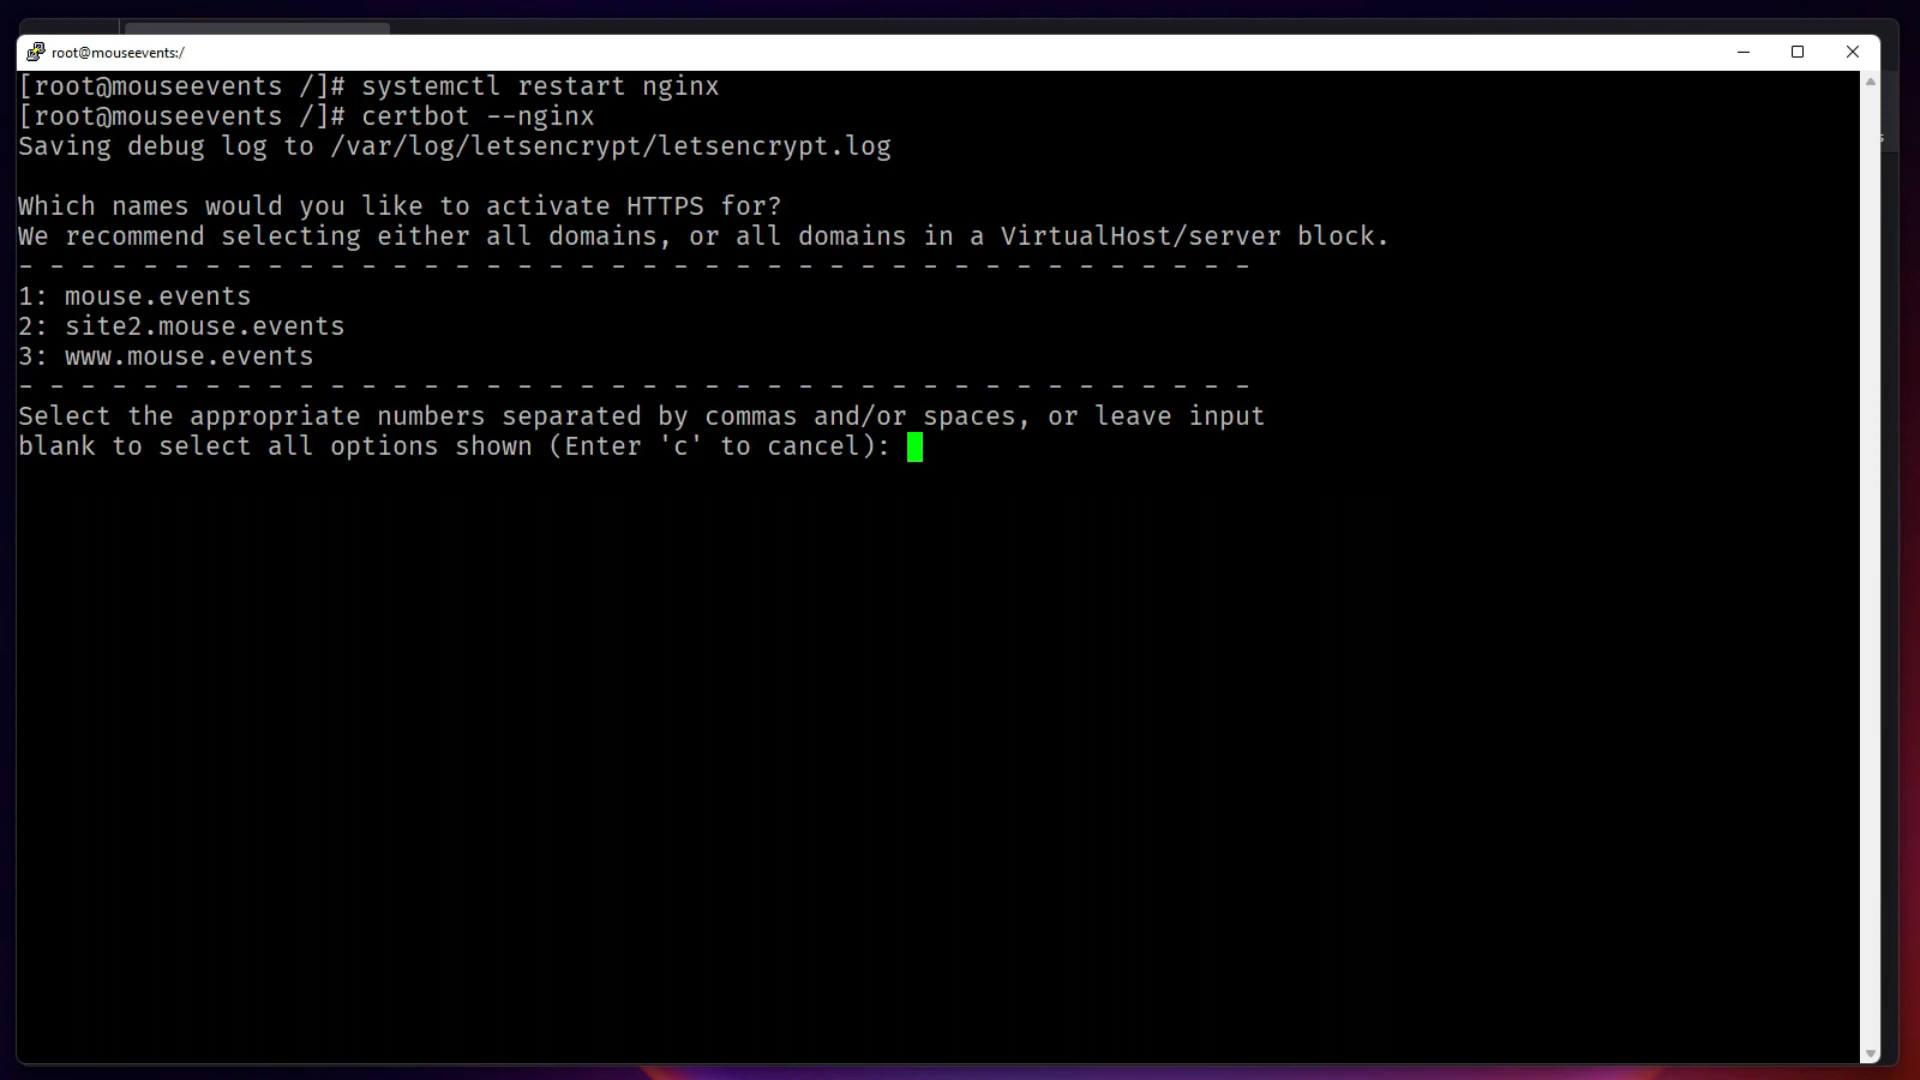 root@mouseevents:/
[root@mouseevents /]# systemctl restart nginx
[root@mouseevents /]# certbot --nginx
Saving debug log to /var/log/letsencrypt/letsencrypt.log
Which names would you like to activate HTTPS for?
We recommend selecting either all domains, or all domains in a VirtualHost/server block.
- - - - - - - - - - - - - - - - - - - - - - - - - - - - - - - - - - - - - - - -
1: mouse.events
2: site2.mouse.events
3: www.mouse.events
- - - - - - - - - - - - - - - - - - - - - - - - - - - - - - - - - - - - - - - -
Select the appropriate numbers separated by commas and/or spaces, or leave input
blank to select all options shown (Enter 'c' to cancel):